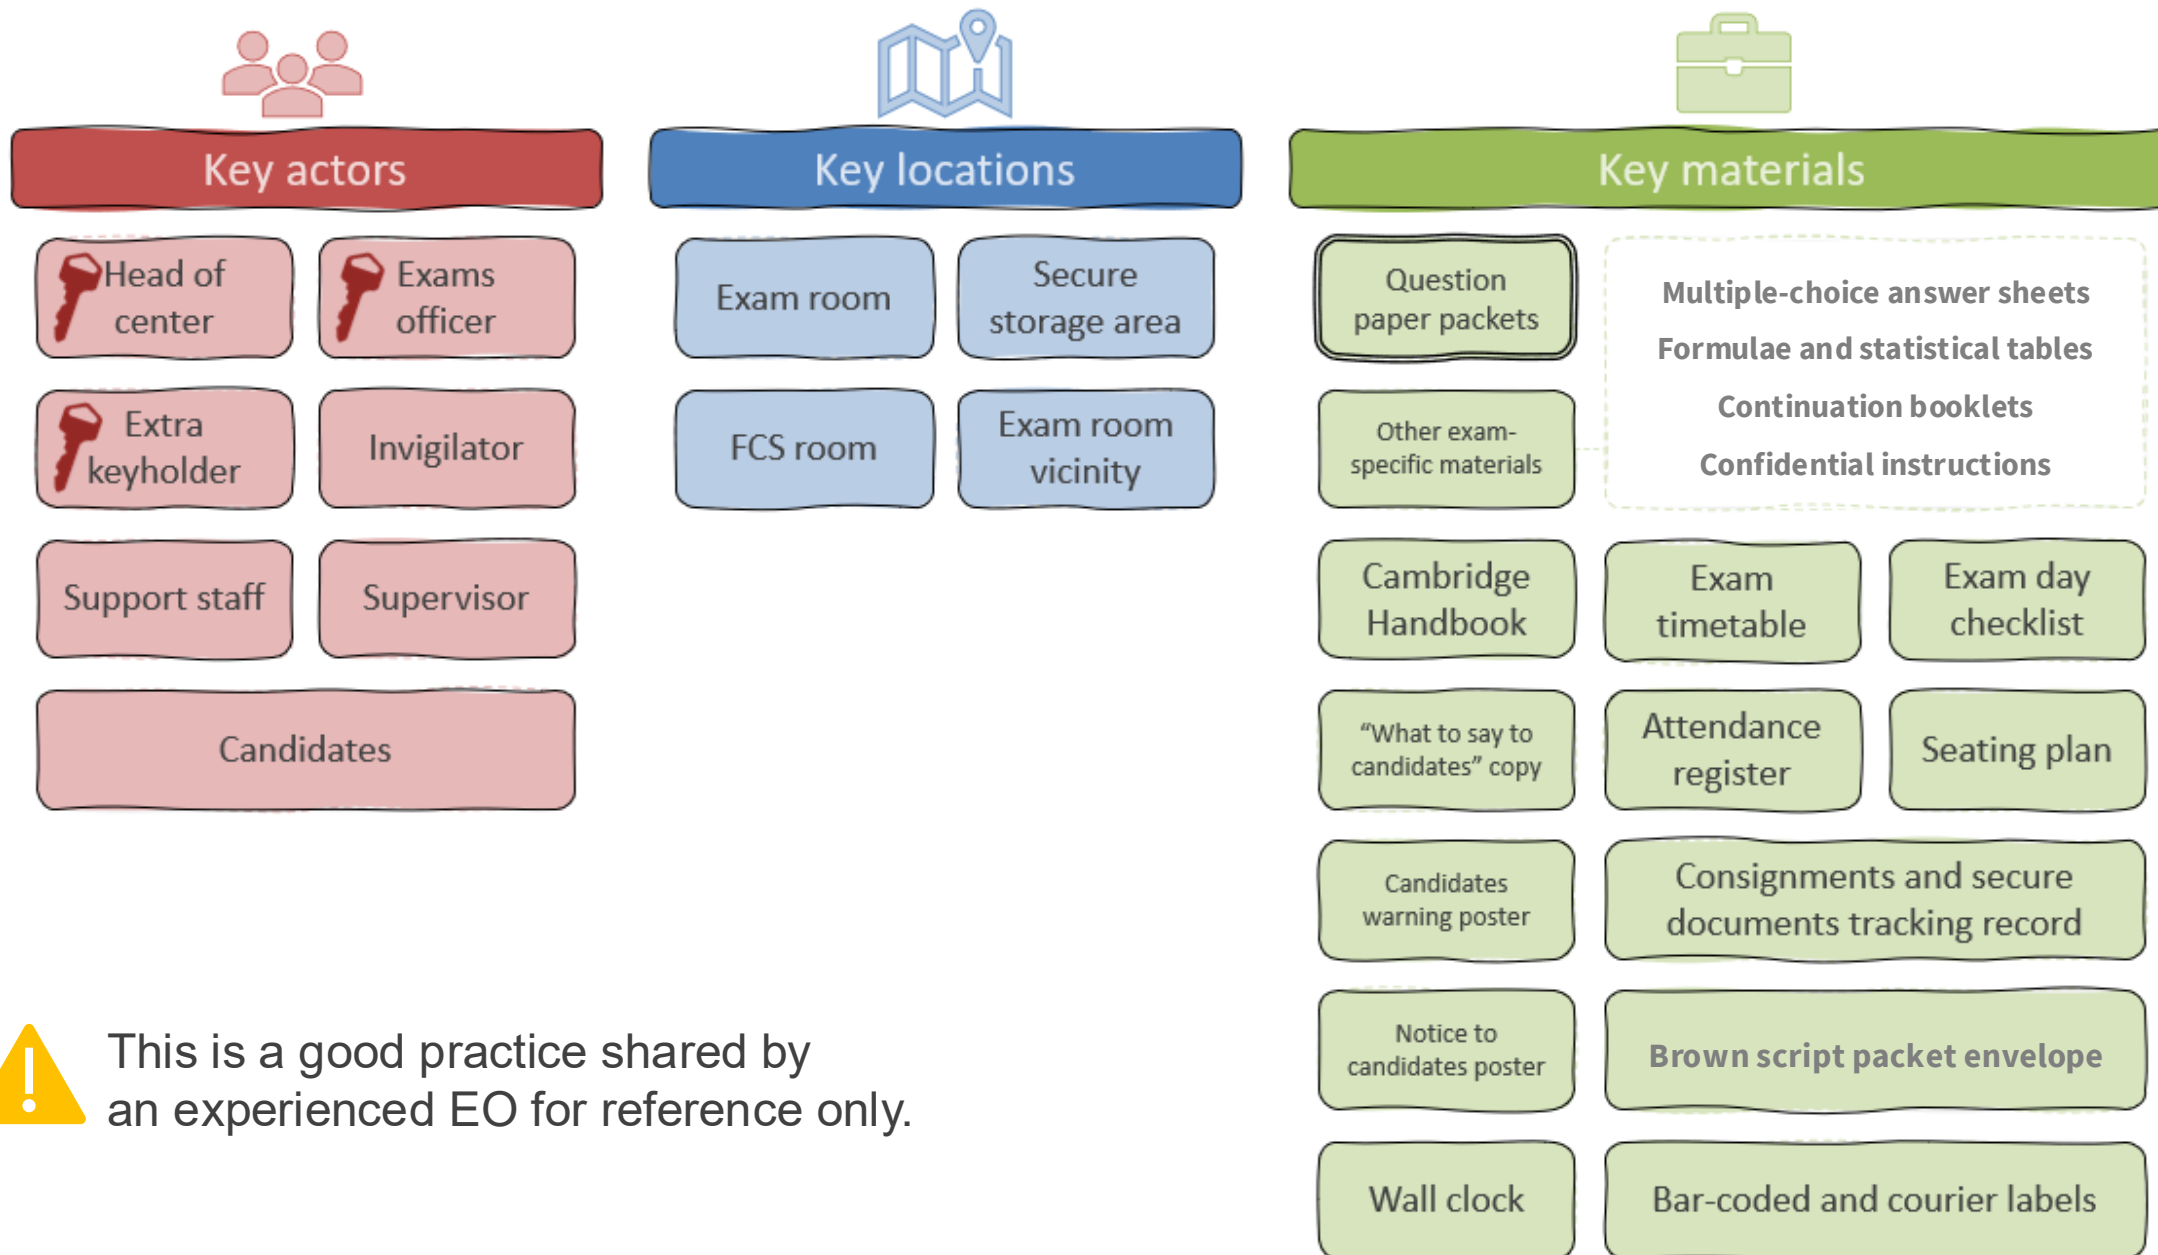 Key actors
Head of
center
Exams
officer
Extra
keyholder
Invigilator
Support staff
Supervisor
Candidates
Key locations
Exam room
Secure
storage area
FCS room
Exam room
vicinity
Key materials
Question
paper packets
Multiple-choice answer sheets
Formulae and statistical tables
Continuation booklets
Confidential instructions
Other exam-
specific materials
Cambridge
Handbook
Exam
timetable
Exam day
checklist
“What to say to
candidates” copy
Attendance
register
Seating plan
Candidates
warning poster
Consignments and secure
documents tracking record
Notice to
candidates poster
Brown script packet envelope
Wall clock
Bar-coded and courier labels
This is a good practice shared by
an experienced EO for reference only.